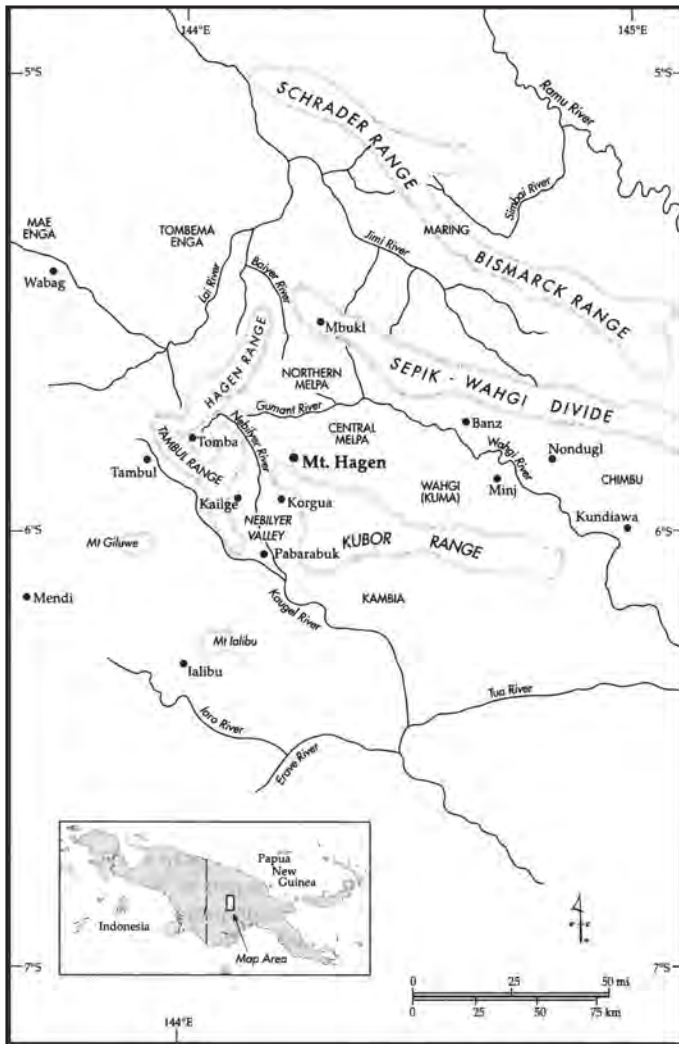 144°E
145°E
5°S
5°S
SCHRADER RANGE
Ramu River
Simbai River
MAE
ENGA
TOMBEMA
ENGA
MARING
Jimi River
BISMARCK RANGE
Wabag
Lai River
Baiyer River
Mbukl
HAGEN RANGE
NORTHERN
MELPA
SEPIK - WAHGI DIVIDE
Gumant River
Banz
Tomba
Nebilyer River
CENTRAL
MELPA
Wahgi River
Nondugl
TAMBUL RANGE
Mt. Hagen
Tambul
WAHGI
(KUMA)
Minj
CHIMBU
Kailge
Korgua
Kundiawa
6°S
6°S
NEBILYER
VALLEY
KUBOR RANGE
Mt Giluwe
Pabarabuk
Mendi
Kaugel River
KAMBIA
Mt Ialibu
Ialibu
Tua River
Iaro River
Erave River
Papua
New
Guinea
Indonesia
Map Area
7°S
7°S
0 25 50 mi
0 25 50 75 km
144°E